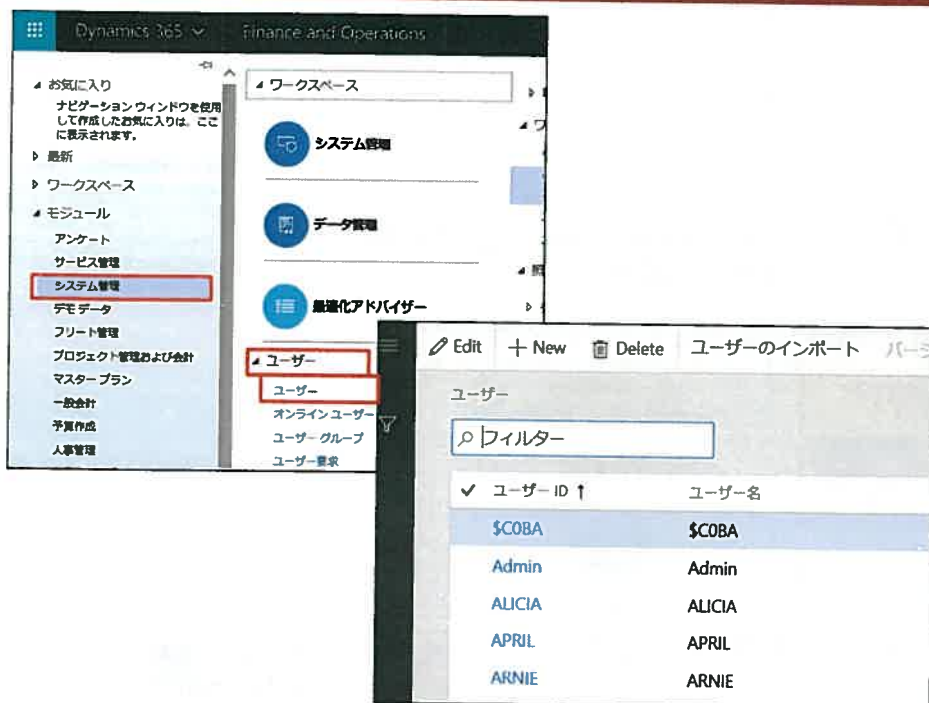 Dynamics 365
Finance and Operations
お気に入り
ナビゲーション ウィンドウを使用
して作成したお気に入りは、ここ
に表示されます。
最新
ワークスペース
モジュール
アンケート
サービス管理
システム管理
デモ データ
フリート管理
プロジェクト管理および会計
マスター プラン
一般会計
予算作成
人事管理
ワークスペース
システム管理
データ管理
最適化アドバイザー
ユーザー
ユーザー
オンライン ユーザー
ユーザー グループ
ユーザー要求
Edit
New
Delete
ユーザーのインポート
ユーザー
フィルター
ユーザー ID ↑
ユーザー名
$C0BA
$C0BA
Admin
Admin
ALICIA
ALICIA
APRIL
APRIL
ARNIE
ARNIE